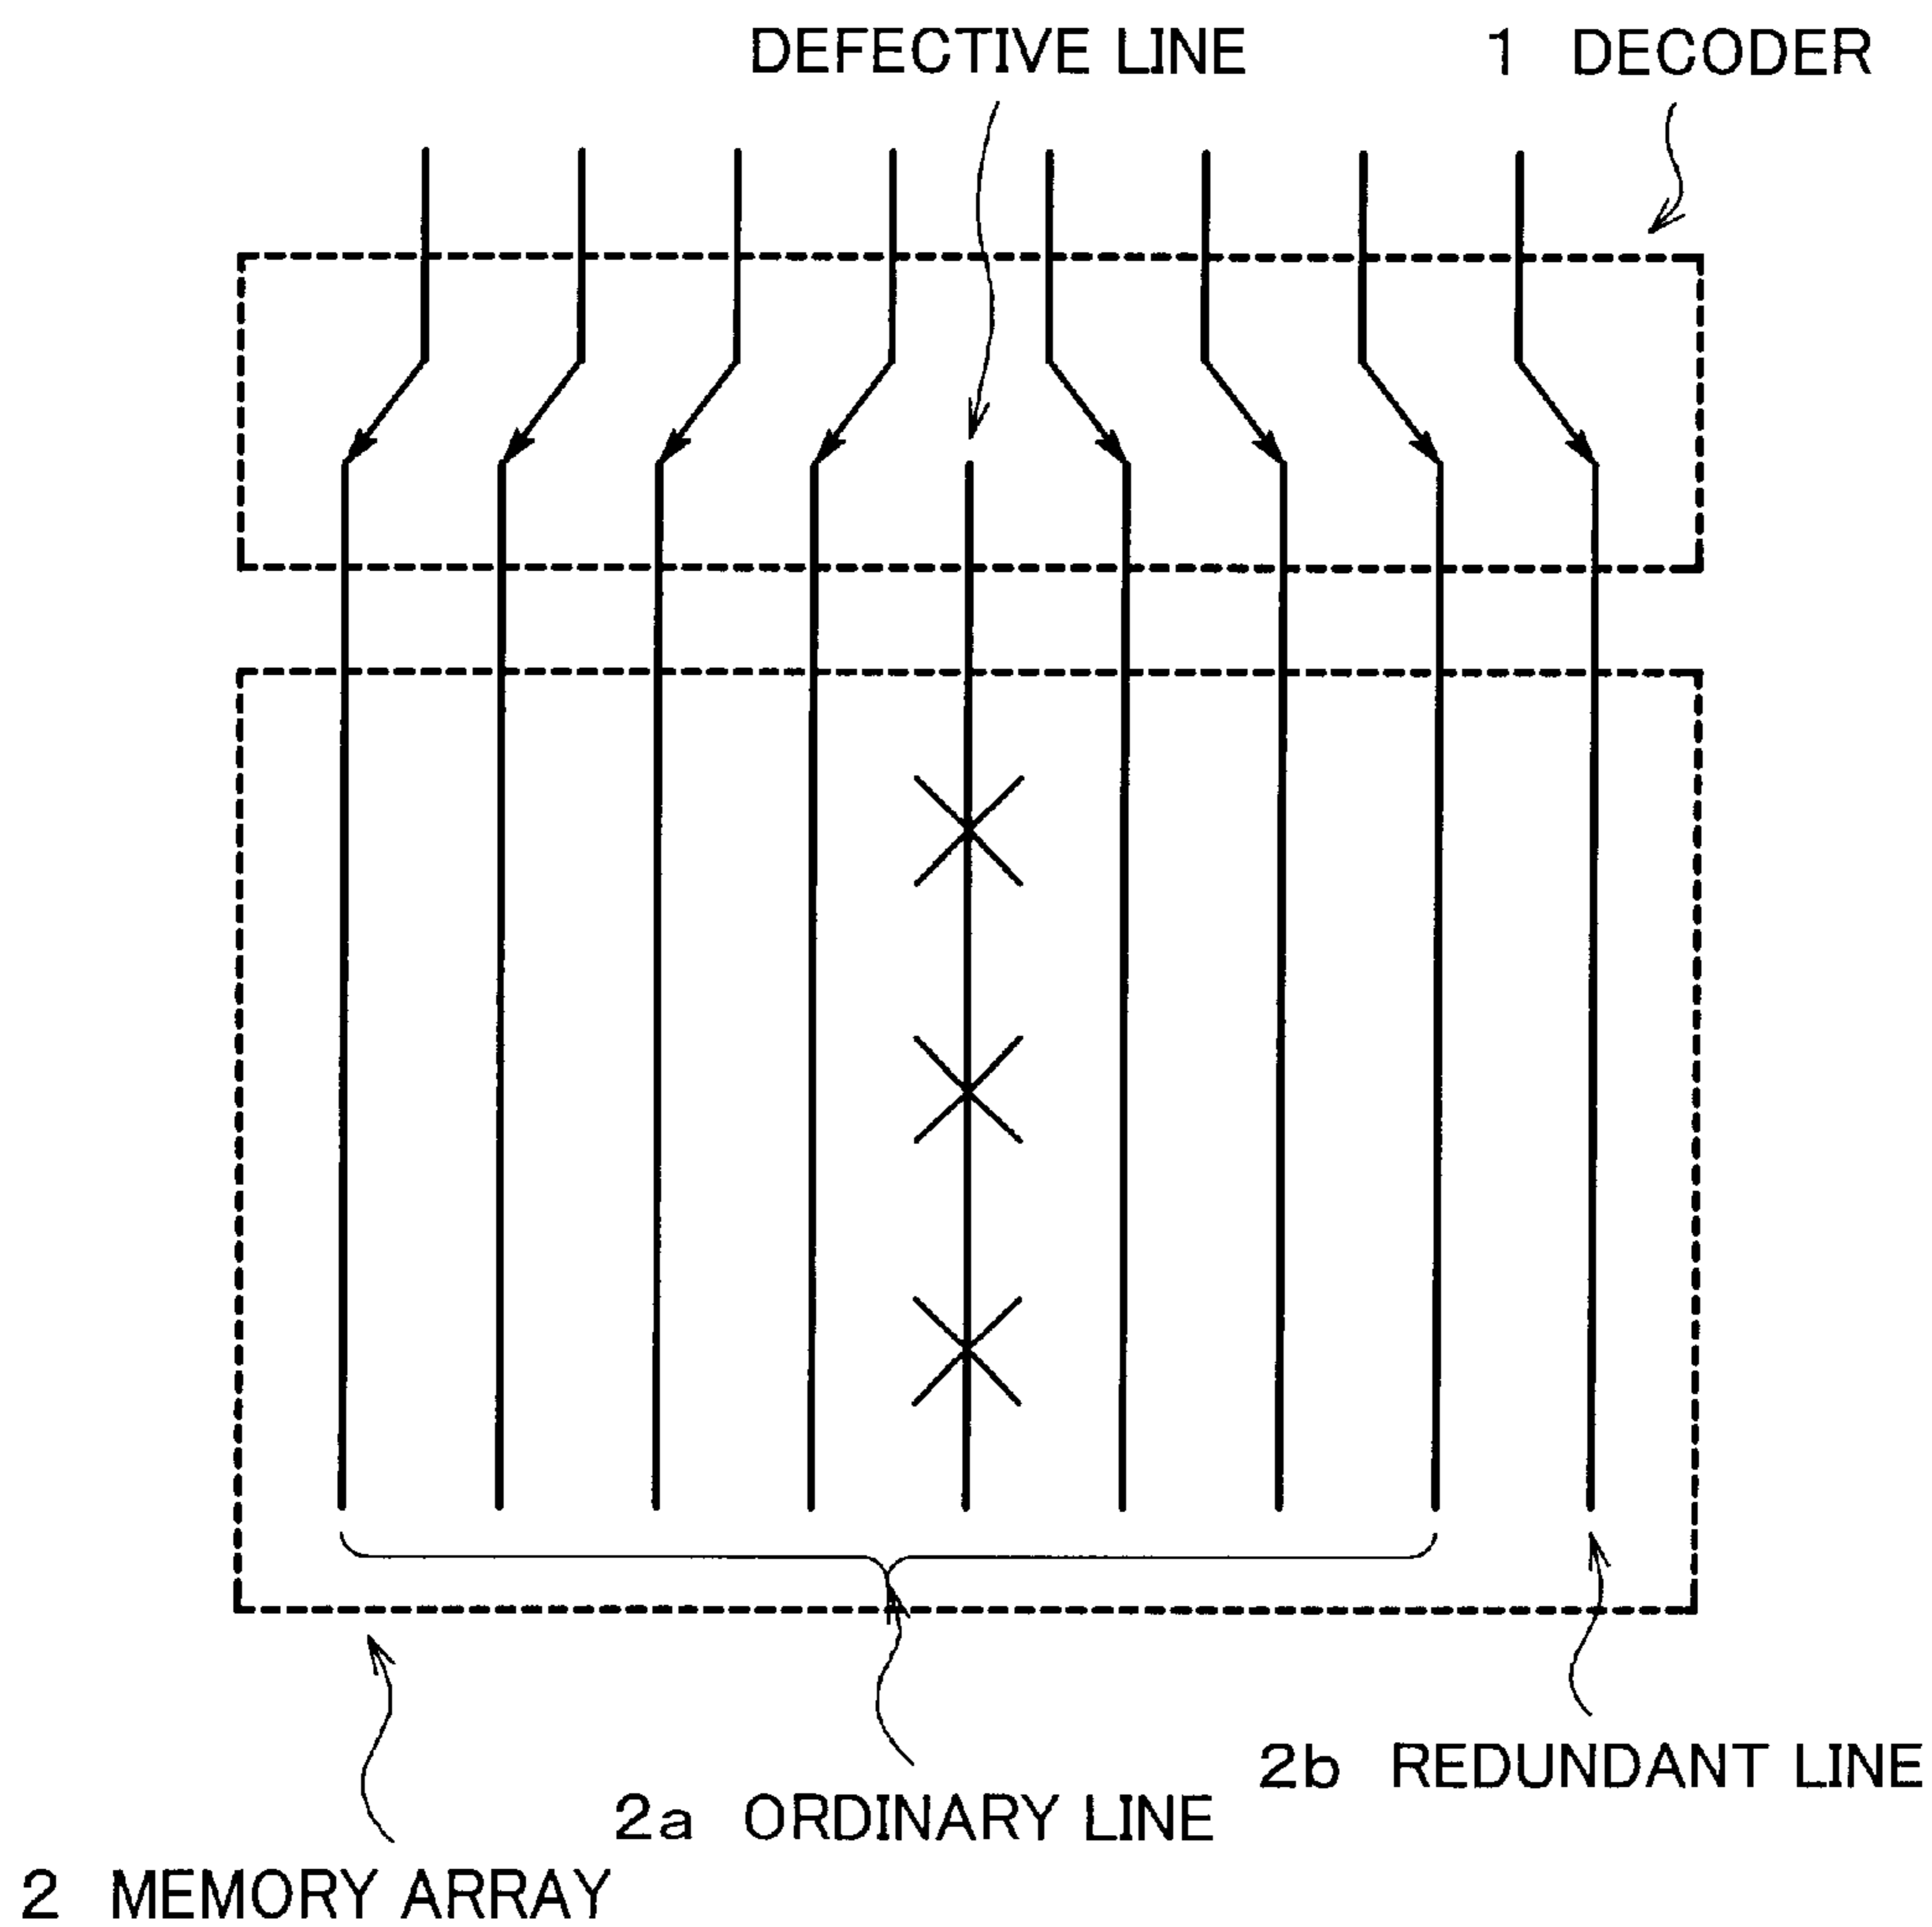 DEFECTIVE LINE
1 DECODER
2b REDUNDANT LINE
2a ORDINARY LINE
2 MEMORY ARRAY